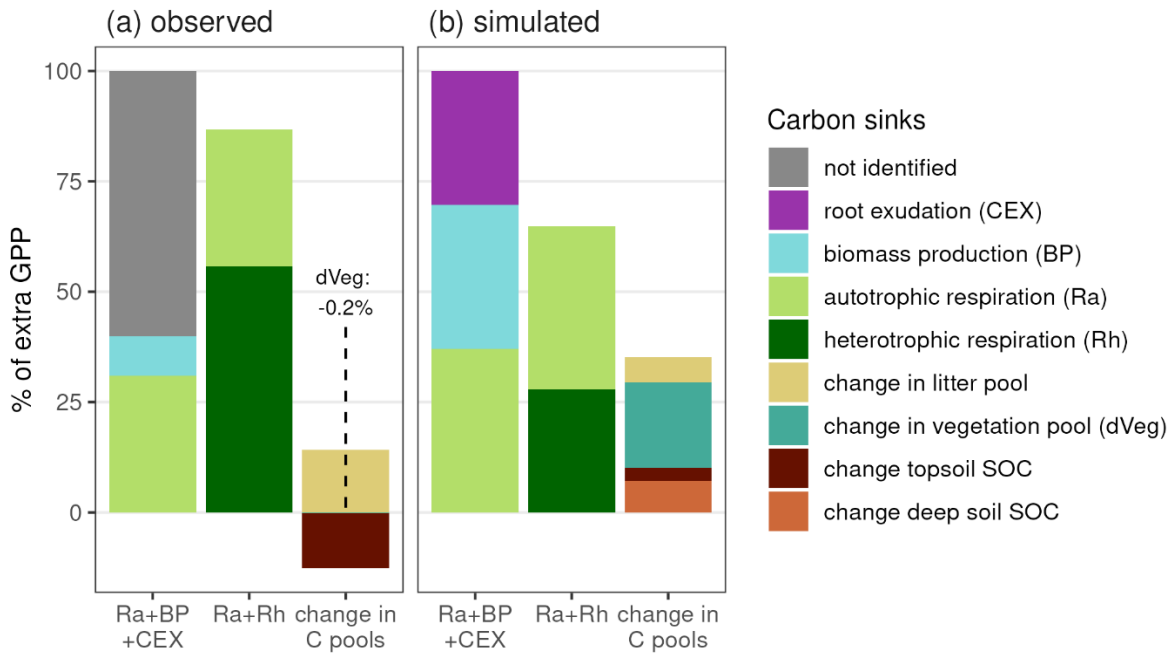 (a) observed
(b) simulated
% of extra GPP
100
75
50
25
0
dVeg:
-0.2%
Ra+BP
+CEX
Ra+Rh
change in
C pools
Ra+BP
+CEX
Ra+Rh
change in
C pools
Carbon sinks
not identified
root exudation (CEX)
biomass production (BP)
autotrophic respiration (Ra)
heterotrophic respiration (Rh)
change in litter pool
change in vegetation pool (dVeg)
change topsoil SOC
change deep soil SOC